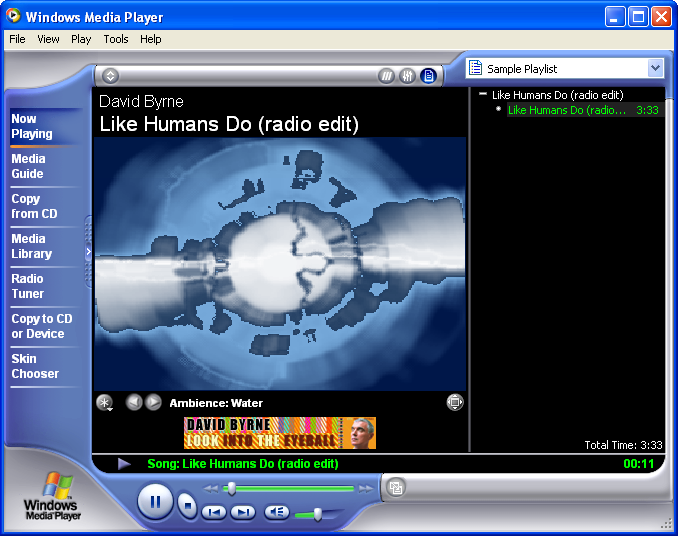 Windows Media Player
File View Play Tools Help
Sample Playlist
Now
Playing
Media
Guide
Copy
from CD
Media
Library
Radio
Tuner
Copy to CD
or Device
Skin
Chooser
David Byrne
Like Humans Do (radio edit)
Like Humans Do (radio edit)
Like Humans Do (radio... 3:33
Ambience: Water
DAVID BYRNE
LOOK INTO THE EYEBALL
Total Time: 3:33
Song: Like Humans Do (radio edit) 00:11
Windows
Media Player